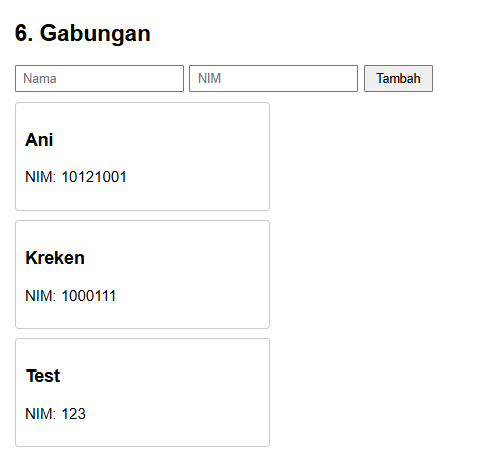 6. Gabungan
Nama NIM Tambah
Ani
NIM: 10121001
Kreken
NIM: 1000111
Test
NIM: 123